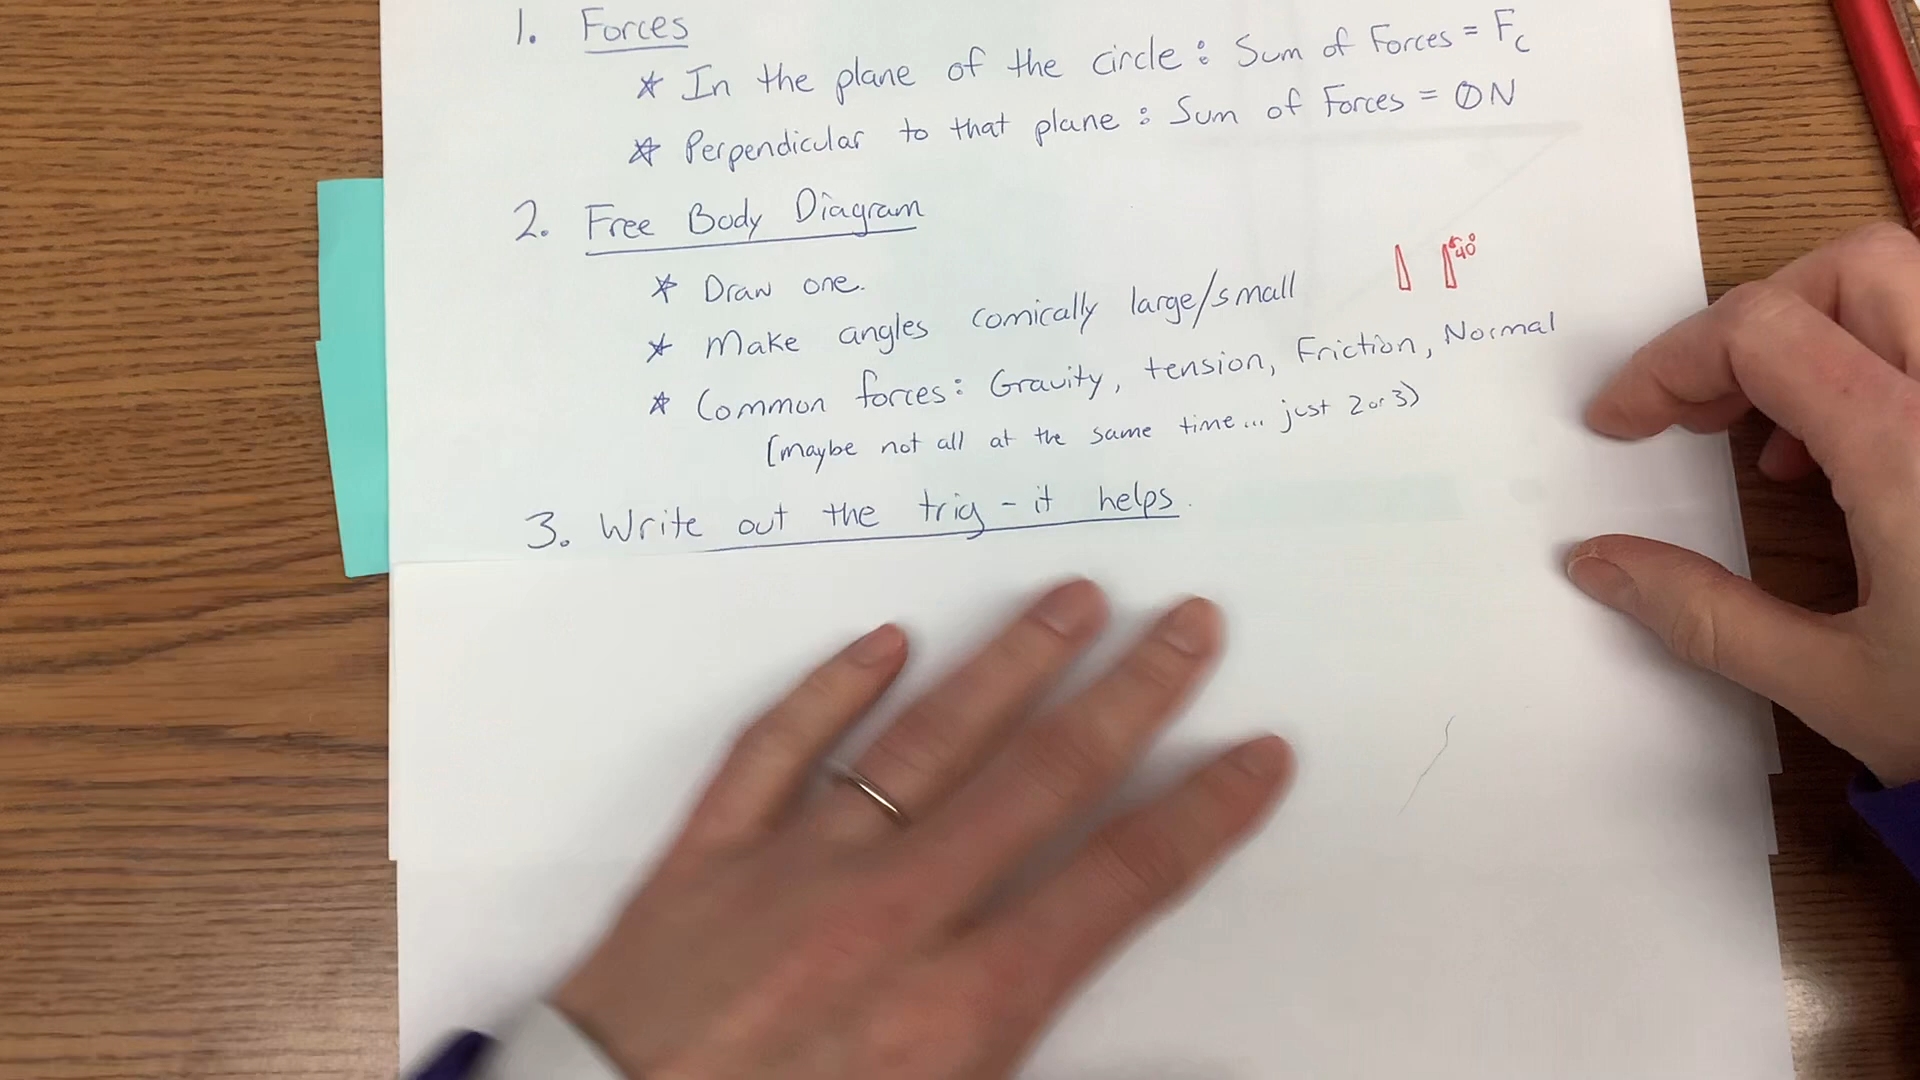 1. Forces
* In the plane of the circle: Sum of Forces = Fc
* Perpendicular to that plane: Sum of Forces = 0N
2. Free Body Diagram
* Draw one.
40°
* Make angles comically large/small
* Common forces: Gravity, tension, Friction, Normal
(maybe not all at the same time... just 2 or 3)
3. Write out the trig - it helps.